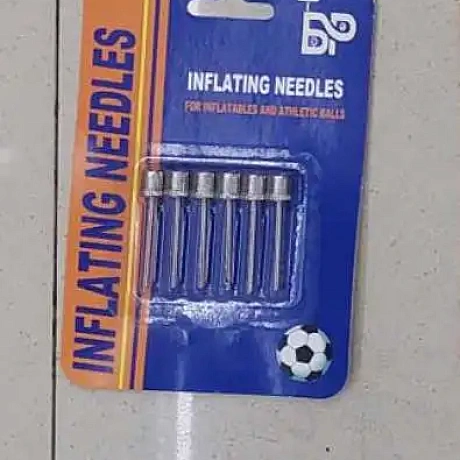 INFLATING NEEDLES
INFLATING NEEDLES
FOR INFLATABLES AND ATHLETIC BALLS